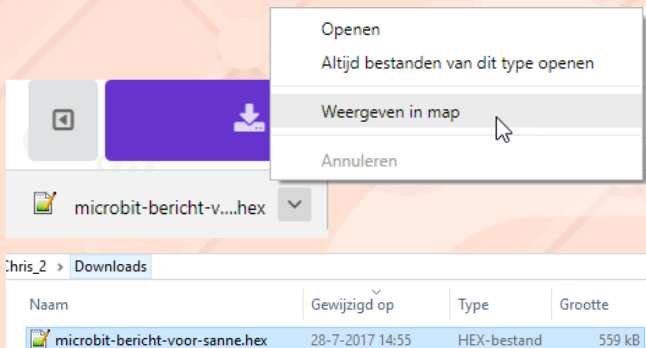 Openen
Altijd bestanden van dit type openen
Weergeven in map
Annuleren
microbit-bericht-v....hex
Chris_2 > Downloads
Naam Gewijzigd op Type Grootte
microbit-bericht-voor-sanne.hex 28-7-2017 14:55 HEX-bestand 559 kB